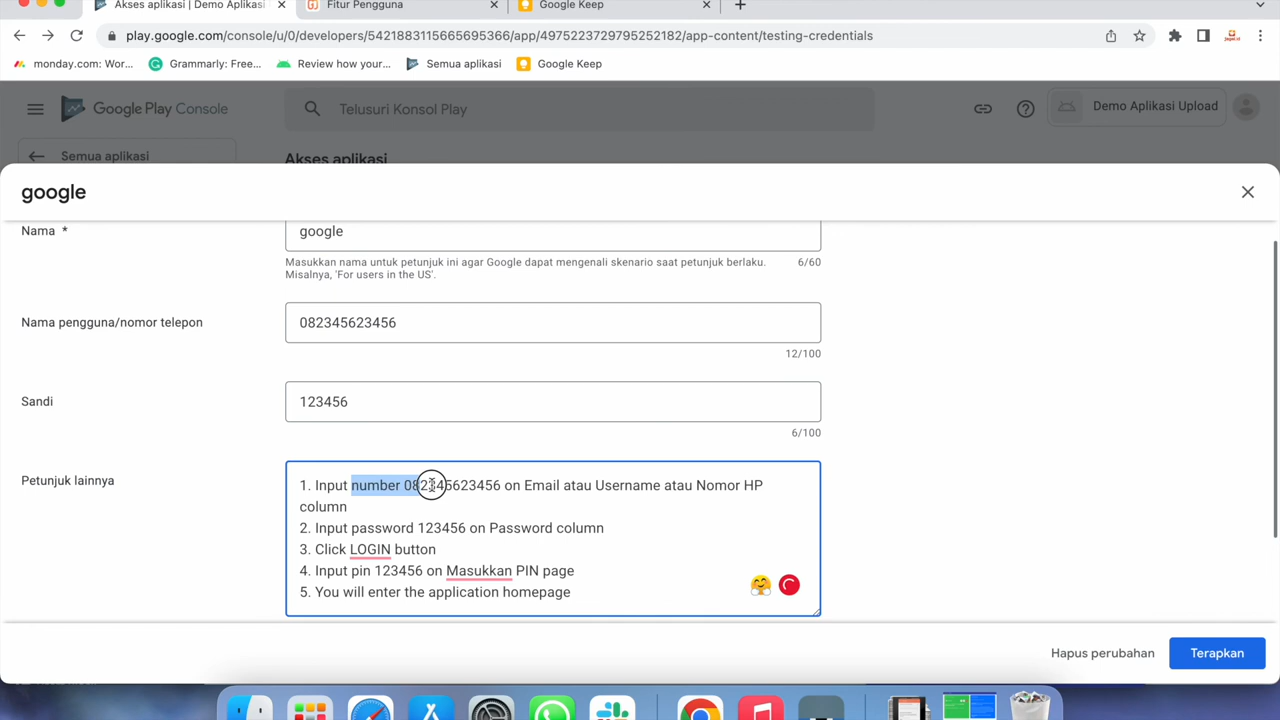 Akses aplikasi | Demo Aplikasi
Fitur Pengguna
Google Keep
play.google.com/console/u/0/developers/5421883115665695366/app/4975223729795252182/app-content/testing-credentials
monday.com: Wor...
Grammarly: Free...
Review how your...
Semua aplikasi
Google Keep
Google Play Console
Telusuri Konsol Play
Demo Aplikasi Upload
Semua aplikasi
Akses aplikasi
google
Nama *
google
Masukkan nama untuk petunjuk ini agar Google dapat mengenali skenario saat petunjuk berlaku.
6/60
Misalnya, 'For users in the US'.
Nama pengguna/nomor telepon
082345623456
12/100
Sandi
123456
6/100
Petunjuk lainnya
1. Input number 082345623456 on Email atau Username atau Nomor HP
column
2. Input password 123456 on Password column
3. Click LOGIN button
4. Input pin 123456 on Masukkan PIN page
5. You will enter the application homepage
Hapus perubahan
Terapkan